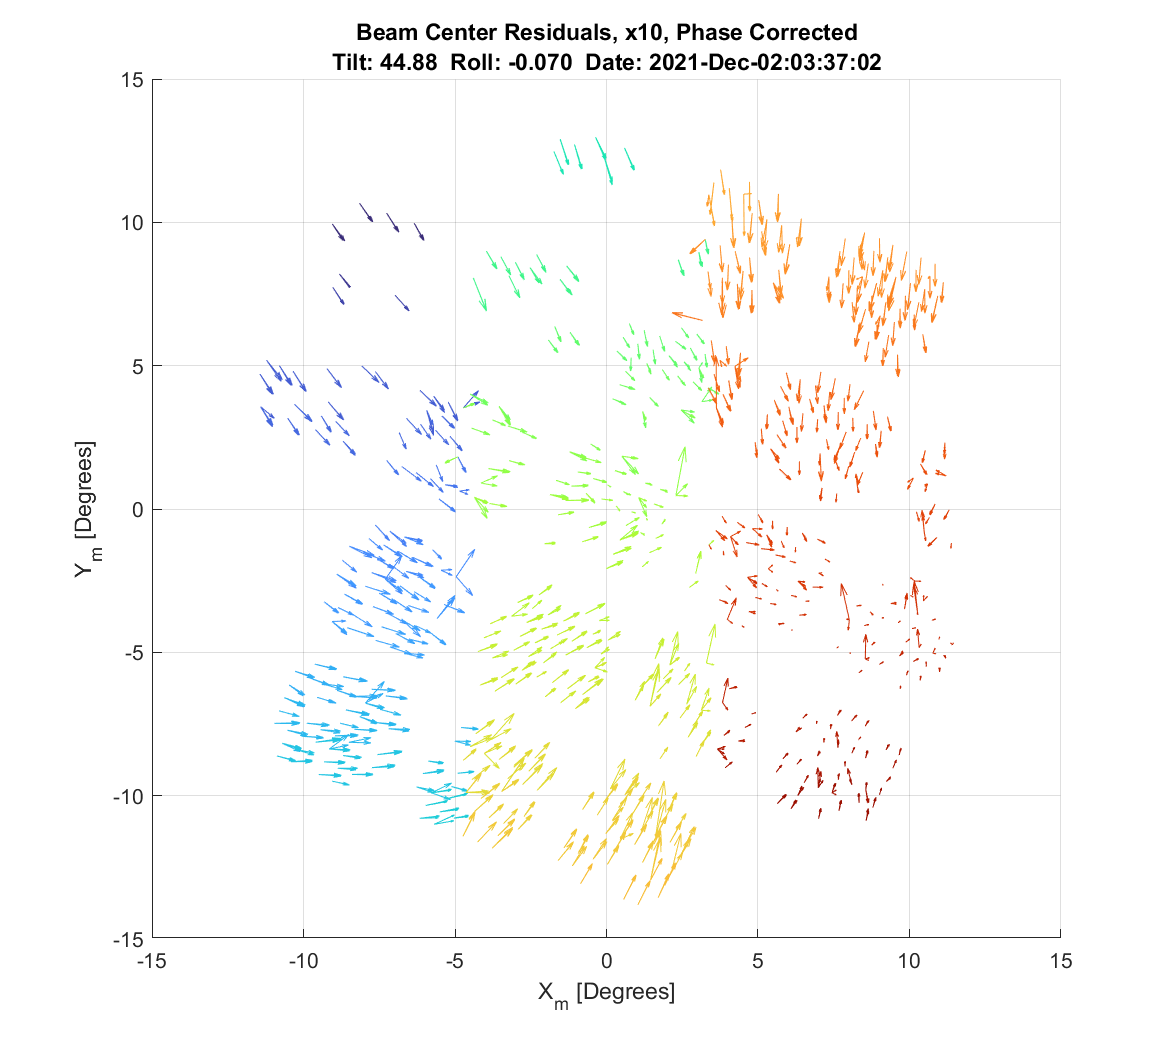 Beam Center Residuals, x10, Phase Corrected
Tilt: 44.88  Roll: -0.070  Date: 2021-Dec-02:03:37:02
15
10
5
0
-5
-10
-15
Y_m [Degrees]
-15 -10 -5 0 5 10 15
X_m [Degrees]